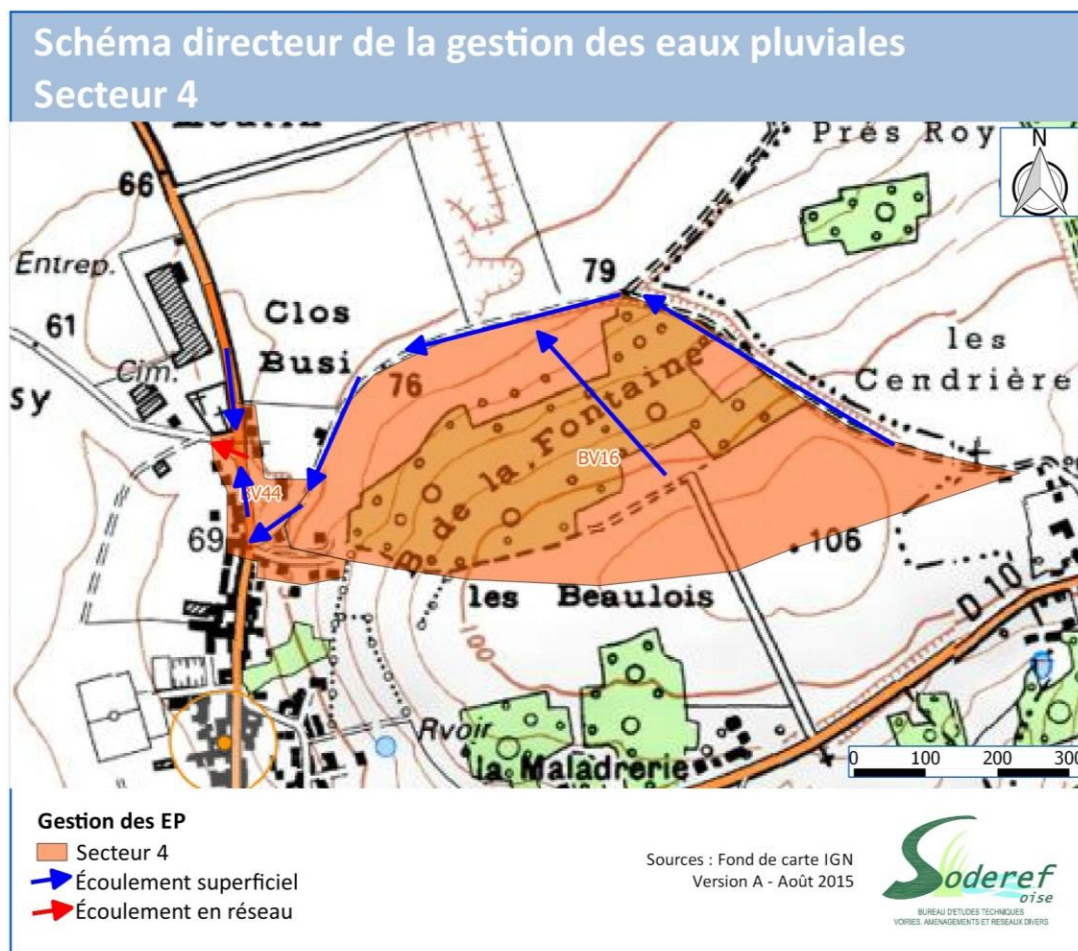 Schéma directeur de la gestion des eaux pluviales
Secteur 4
Près Roy
N
66
Entrep.
79
61
Clos
Busi
les
Cendrière
Cim.
sy
76
B de la Fontaine
BV16
BV44
69
106
les Beaulois
D 10
100
Rvoir
la Maladrerie
0 100 200 300
Gestion des EP
Secteur 4
Écoulement superficiel
Écoulement en réseau
Sources : Fond de carte IGN
Version A - Août 2015
Soderef
oise
BUREAU D'ETUDES TECHNIQUES
VOIRIES, AMENAGEMENTS ET RESEAUX DIVERS